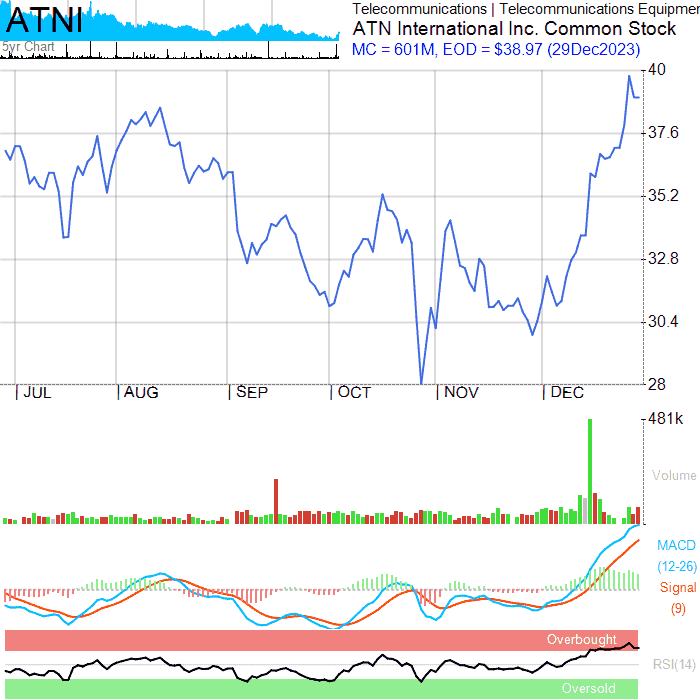 ATNI
5yr Chart
Telecommunications | Telecommunications Equipmen
ATN International Inc. Common Stock
MC = 601M, EOD = $38.97 (29Dec2023)
40
37.6
35.2
32.8
30.4
28
| JUL | AUG | SEP | OCT | NOV | DEC
481k
Volume
MACD
(12-26)
Signal
(9)
Overbought
RSI(14)
Oversold